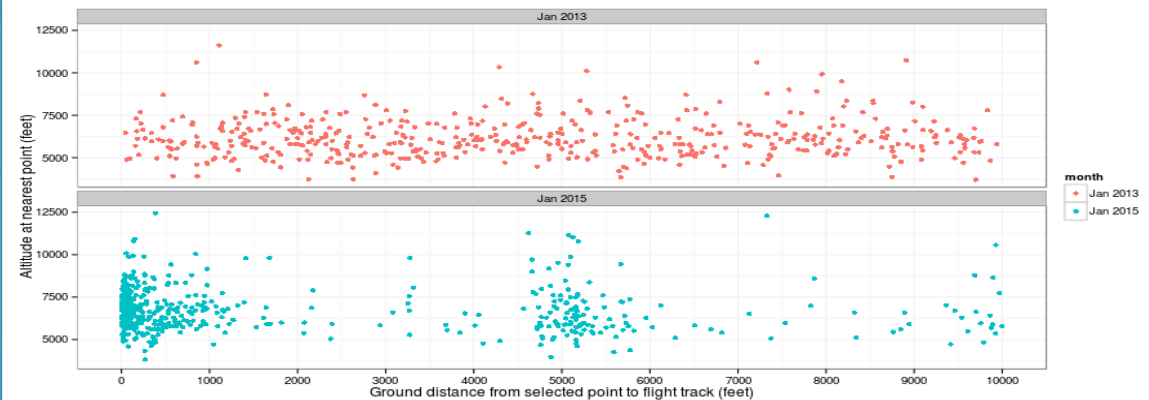 Jan 2013
12500
10000
7500
5000
Jan 2015
12500
10000
7500
5000
0 1000 2000 3000 4000 5000 6000 7000 8000 9000 10000
Ground distance from selected point to flight track (feet)
Altitude at nearest point (feet)
month
Jan 2013
Jan 2015